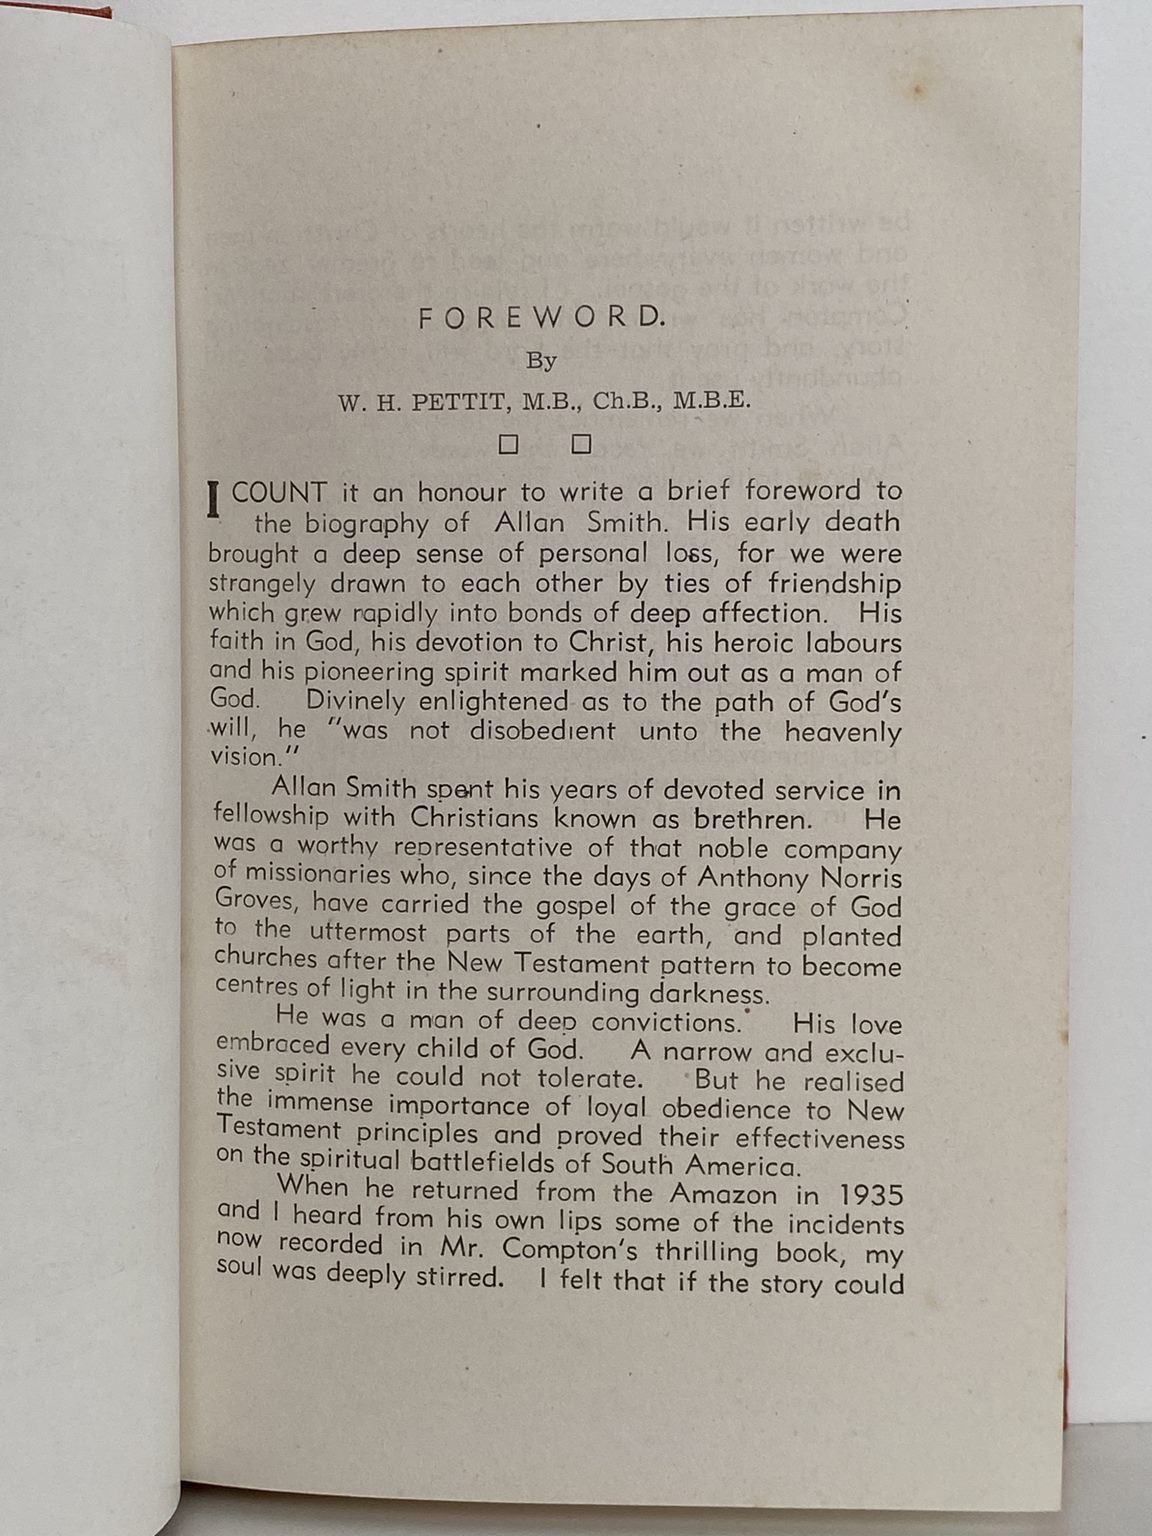 FOREWORD.
By
W. H. PETTIT, M.B., Ch.B., M.B.E.
I COUNT it an honour to write a brief foreword to
the biography of Allan Smith. His early death
brought a deep sense of personal loss, for we were
strangely drawn to each other by ties of friendship
which grew rapidly into bonds of deep affection. His
faith in God, his devotion to Christ, his heroic labours
and his pioneering spirit marked him out as a man of
God. Divinely enlightened as to the path of God's
will, he "was not disobedient unto the heavenly
vision."
Allan Smith spent his years of devoted service in
fellowship with Christians known as brethren. He
was a worthy representative of that noble company
of missionaries who, since the days of Anthony Norris
Groves, have carried the gospel of the grace of God
to the uttermost parts of the earth, and planted
churches after the New Testament pattern to become
centres of light in the surrounding darkness.
He was a man of deep convictions. His love
embraced every child of God. A narrow and exclu-
sive spirit he could not tolerate. But he realised
the immense importance of loyal obedience to New
Testament principles and proved their effectiveness
on the spiritual battlefields of South America.
When he returned from the Amazon in 1935
and I heard from his own lips some of the incidents
now recorded in Mr. Compton's thrilling book, my
soul was deeply stirred. I felt that if the story could